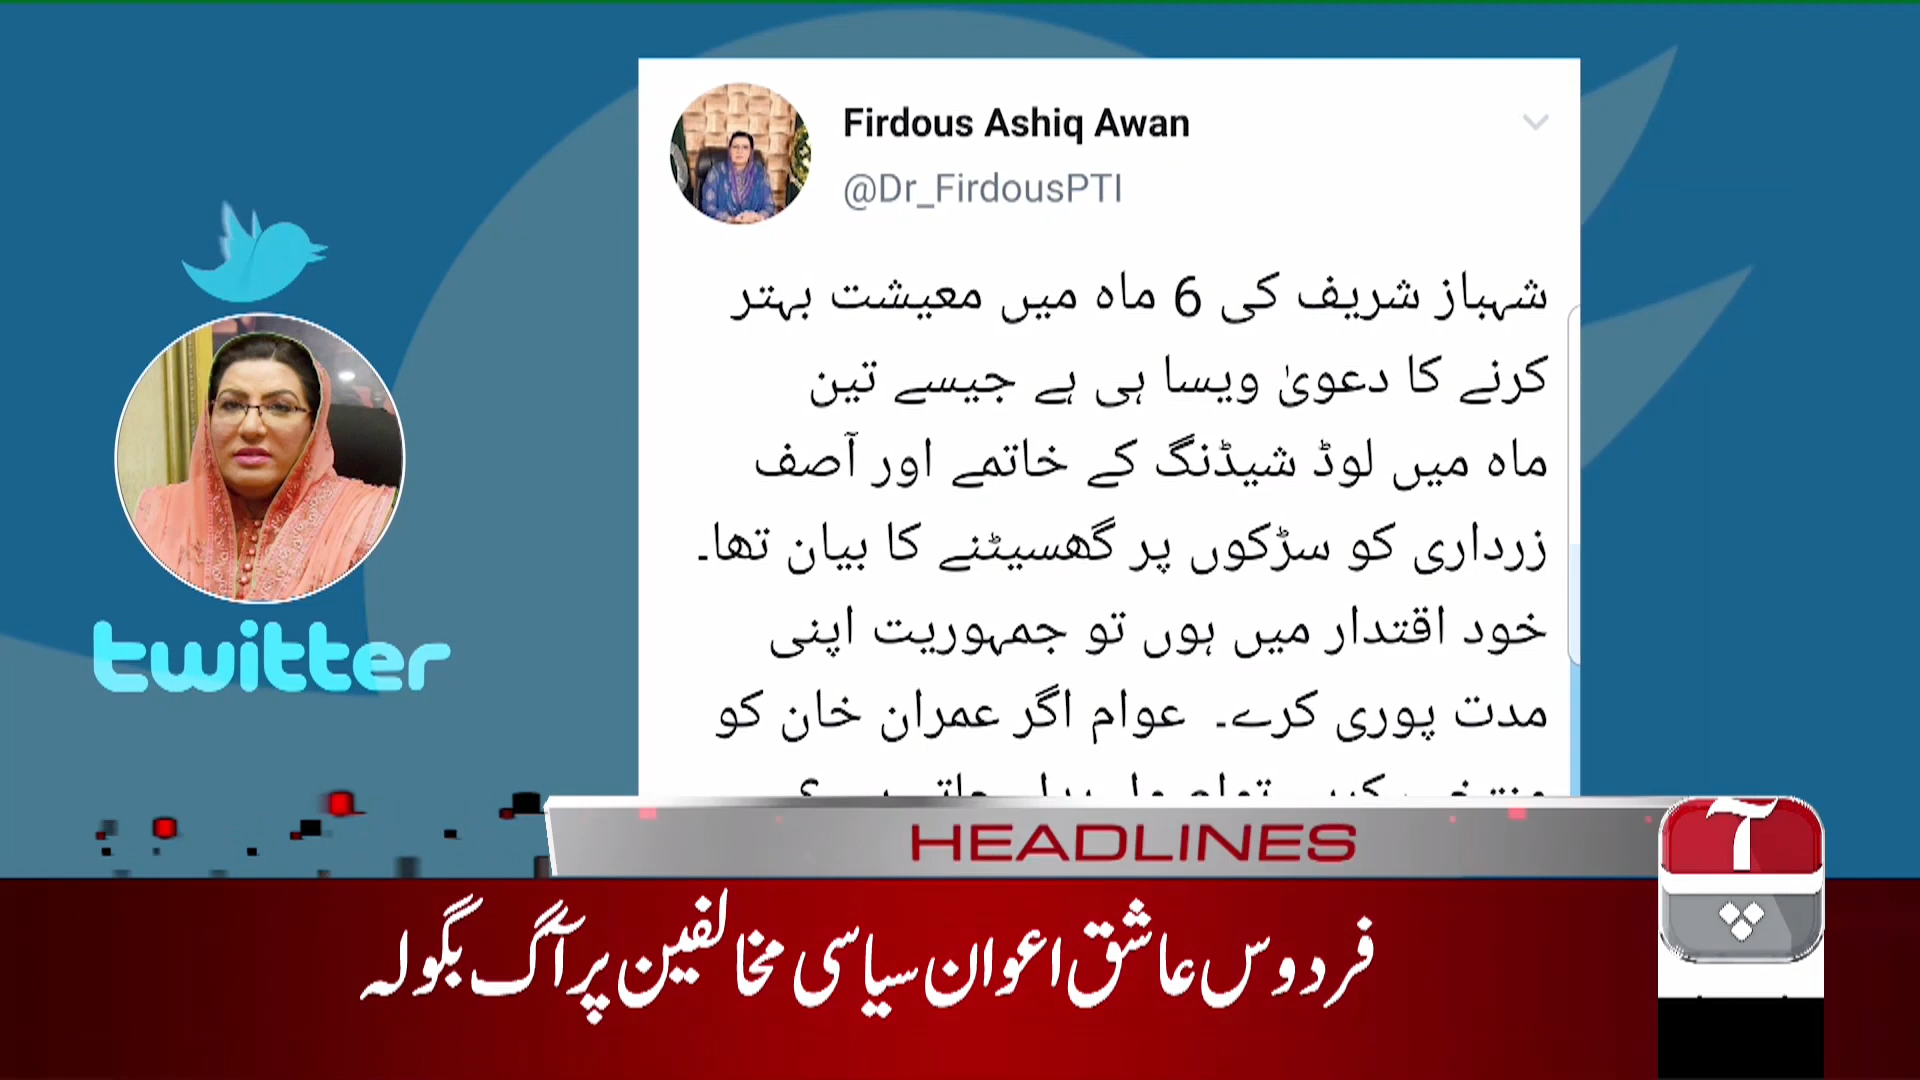 Firdous Ashiq Awan
@Dr_FirdousPTI
شہباز شریف کی 6 ماہ میں معیشت بہتر
کرنے کا دعویٰ ویسا ہی ہے جیسے تین
ماہ میں لوڈ شیڈنگ کے خاتمے اور آصف
زرداری کو سڑکوں پر گھسیٹنے کا بیان تھا۔
خود اقتدار میں ہوں تو جمہوریت اپنی
مدت پوری کرے۔ عوام اگر عمران خان کو
twitter
HEADLINES
آپ
فردوس عاشق اعوان سیاسی مخالفین پر آگ بگولہ